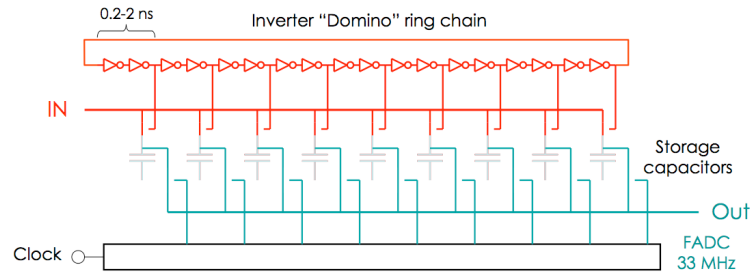 0.2-2 ns
Inverter “Domino” ring chain
IN
Storage
capacitors
Out
Clock
FADC
33 MHz